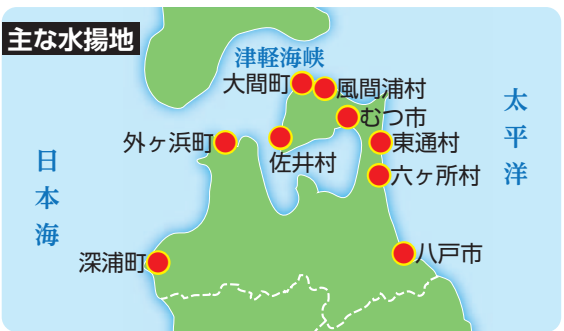 主な水揚地
津軽海峡
大間町
風間浦村
むつ市
外ヶ浜町
東通村
佐井村
六ヶ所村
太平洋
日本海
深浦町
八戸市